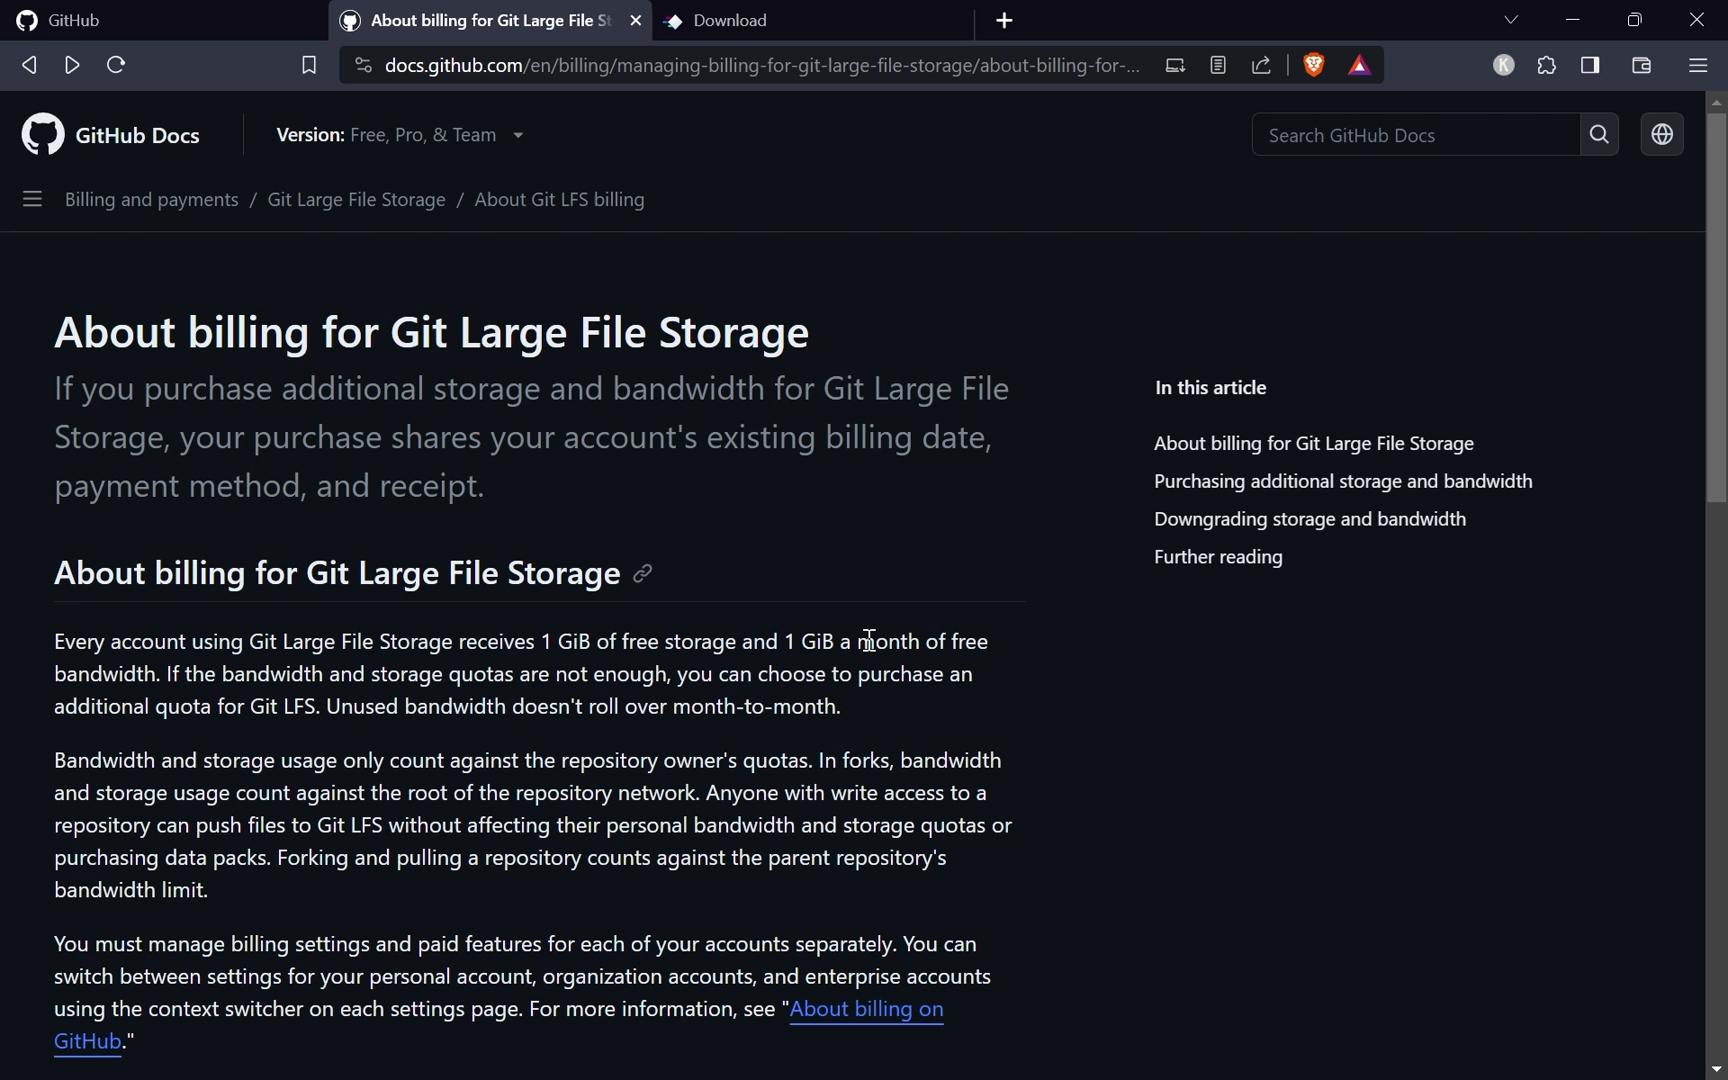 GitHub
About billing for Git Large File St
Download
docs.github.com/en/billing/managing-billing-for-git-large-file-storage/about-billing-for-...
K
GitHub Docs
Version: Free, Pro, & Team
Search GitHub Docs
Billing and payments / Git Large File Storage / About Git LFS billing
About billing for Git Large File Storage
If you purchase additional storage and bandwidth for Git Large File
Storage, your purchase shares your account's existing billing date,
payment method, and receipt.
In this article
About billing for Git Large File Storage
Purchasing additional storage and bandwidth
Downgrading storage and bandwidth
Further reading
About billing for Git Large File Storage
Every account using Git Large File Storage receives 1 GiB of free storage and 1 GiB a month of free
bandwidth. If the bandwidth and storage quotas are not enough, you can choose to purchase an
additional quota for Git LFS. Unused bandwidth doesn't roll over month-to-month.
Bandwidth and storage usage only count against the repository owner's quotas. In forks, bandwidth
and storage usage count against the root of the repository network. Anyone with write access to a
repository can push files to Git LFS without affecting their personal bandwidth and storage quotas or
purchasing data packs. Forking and pulling a repository counts against the parent repository's
bandwidth limit.
You must manage billing settings and paid features for each of your accounts separately. You can
switch between settings for your personal account, organization accounts, and enterprise accounts
using the context switcher on each settings page. For more information, see "About billing on
GitHub."